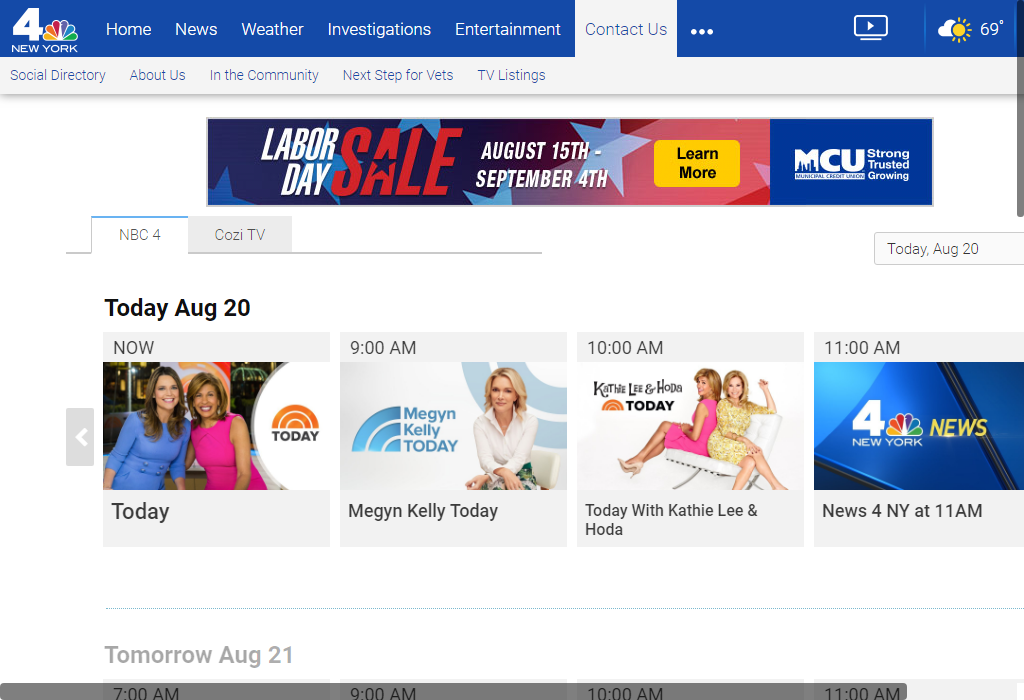 4
NEW YORK
Home
News
Weather
Investigations
Entertainment
Contact Us
69°
Social Directory
About Us
In the Community
Next Step for Vets
TV Listings
LABOR DAY SALE
AUGUST 15TH -
SEPTEMBER 4TH
Learn
More
MCU
MUNICIPAL CREDIT UNION
Strong
Trusted
Growing
NBC 4
Cozi TV
Today, Aug 20
Today Aug 20
NOW
TODAY
Today
9:00 AM
Megyn
Kelly
TODAY
Megyn Kelly Today
10:00 AM
KATHIE LEE & HODA
TODAY
Today With Kathie Lee &
Hoda
11:00 AM
4
NEW YORK
NEWS
News 4 NY at 11AM
Tomorrow Aug 21
7:00 AM
9:00 AM
10:00 AM
11:00 AM